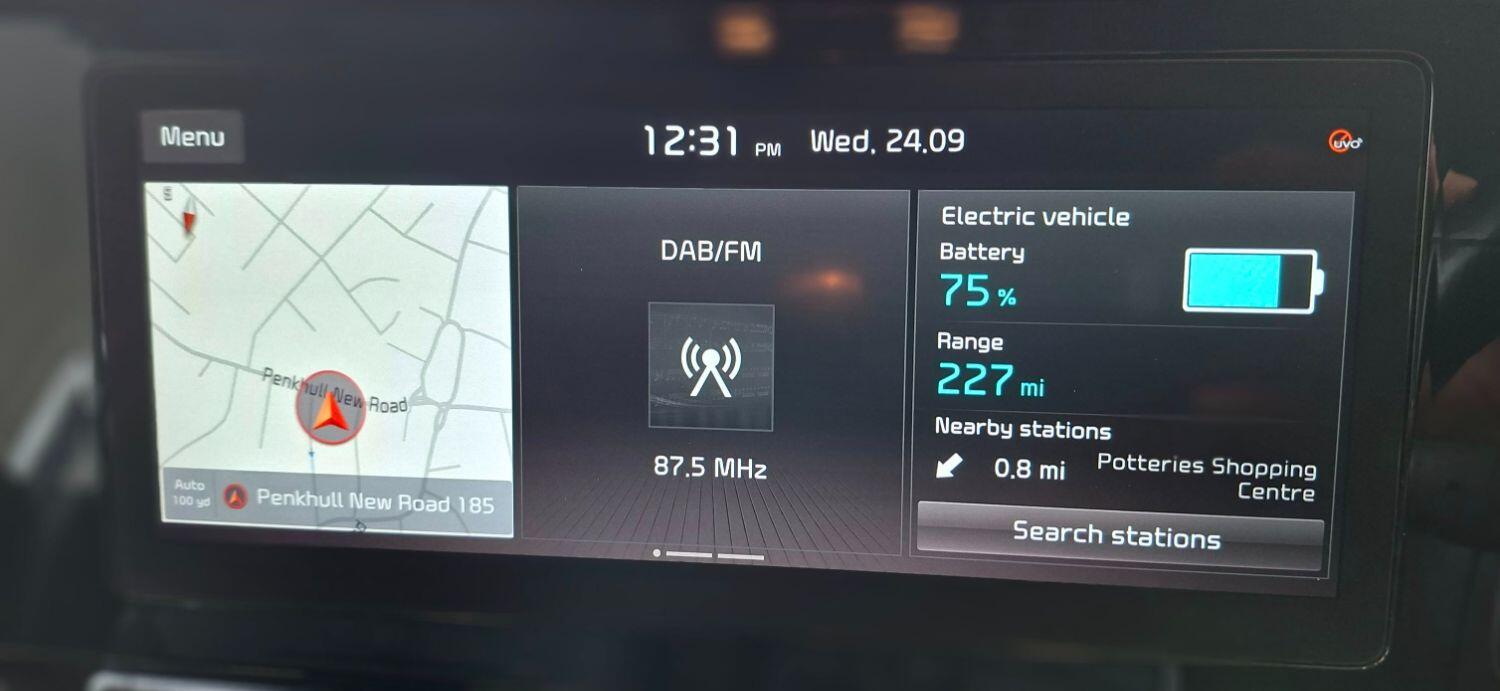 Menu
12:31 PM Wed, 24.09
UVO
S
Penkhull New Road
Auto
100 yd
Penkhull New Road 185
DAB/FM
87.5 MHz
Electric vehicle
Battery
75 %
Range
227 mi
Nearby stations
0.8 mi Potteries Shopping
Centre
Search stations